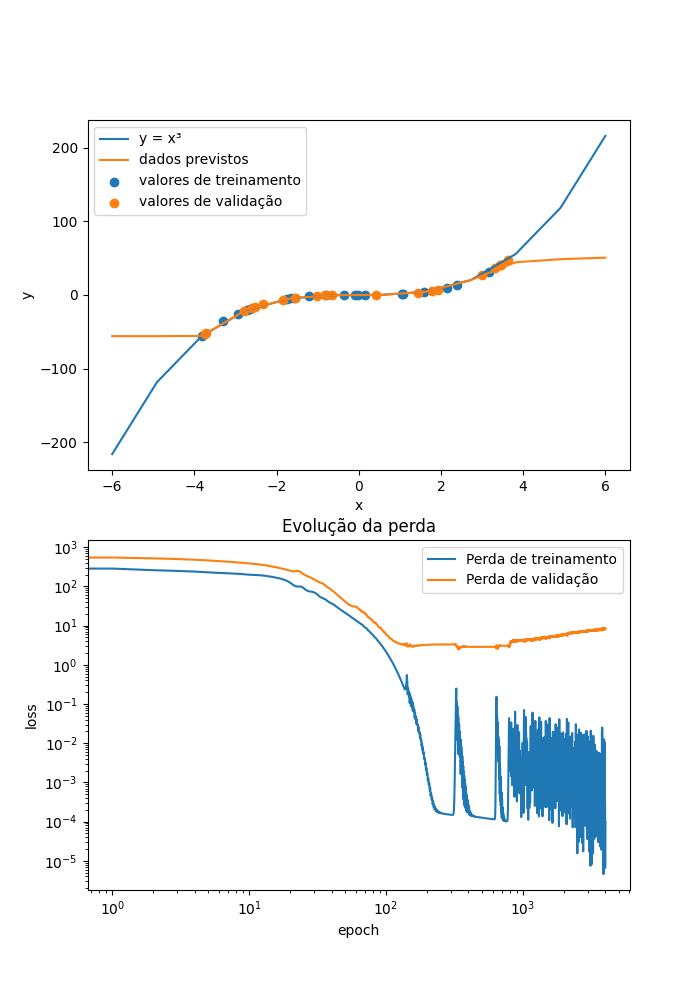 y = x³
dados previstos
valores de treinamento
valores de validação
200
100
0
−100
−200
y
−6 −4 −2 0 2 4 6
x
Evolução da perda
Perda de treinamento
Perda de validação
10³
10²
10¹
10⁰
10⁻¹
10⁻²
10⁻³
10⁻⁴
10⁻⁵
loss
10⁰ 10¹ 10² 10³
epoch